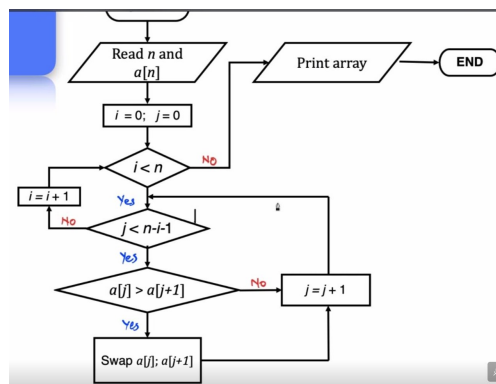 Read n and
a[n]
Print array
END
i = 0; j = 0
i < n
No
i = i + 1
Yes
No
j < n-i-1
Yes
a[j] > a[j+1]
No
j = j + 1
Yes
Swap a[j]; a[j+1]